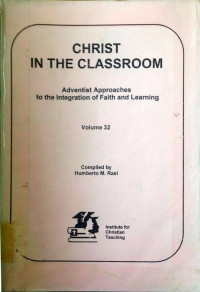 CHRIST
IN THE CLASSROOM
Adventist Approaches
to the Integration of Faith and Learning
Volume 32
Compiled by
Humberto M. Rasi
Institute for
Christian
Teaching